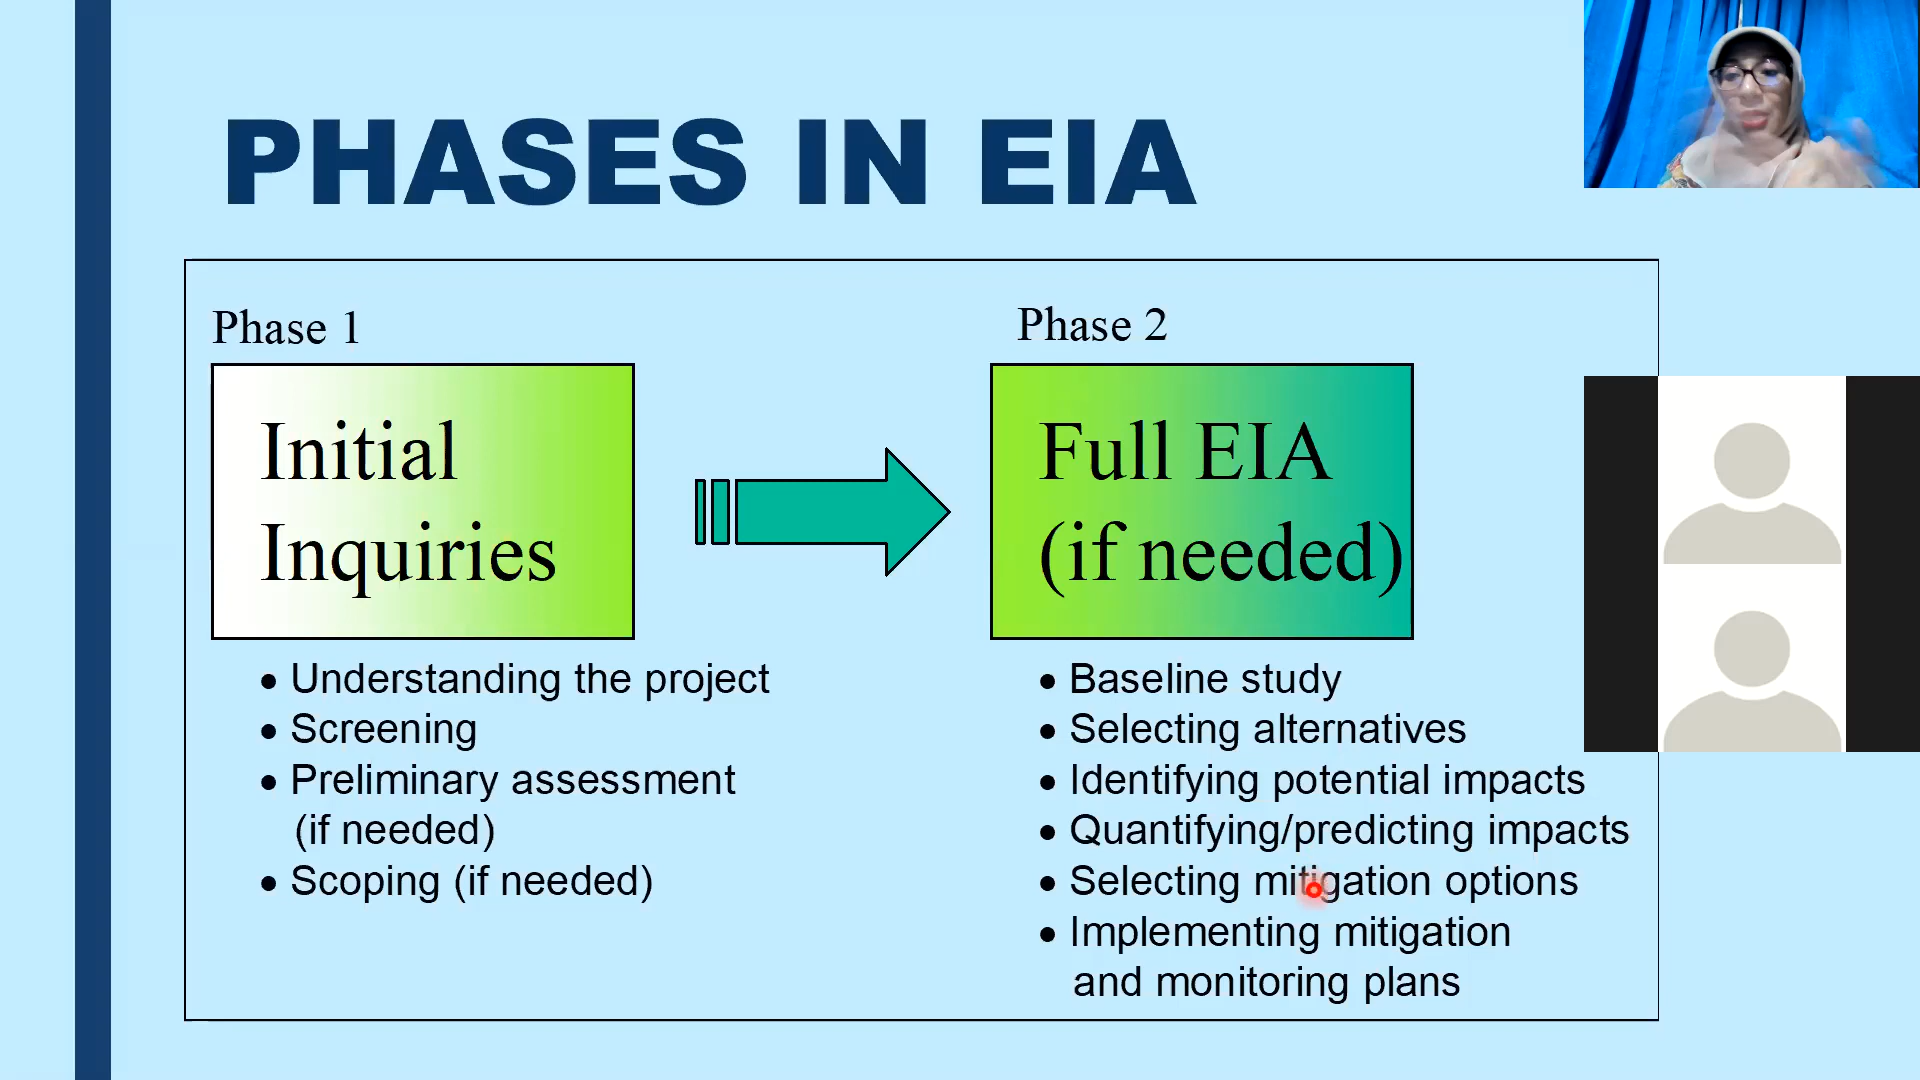 PHASES IN EIA
Phase 1
Initial
Inquiries
• Understanding the project
• Screening
• Preliminary assessment
(if needed)
• Scoping (if needed)
Phase 2
Full EIA
(if needed)
• Baseline study
• Selecting alternatives
• Identifying potential impacts
• Quantifying/predicting impacts
• Selecting mitigation options
• Implementing mitigation
and monitoring plans